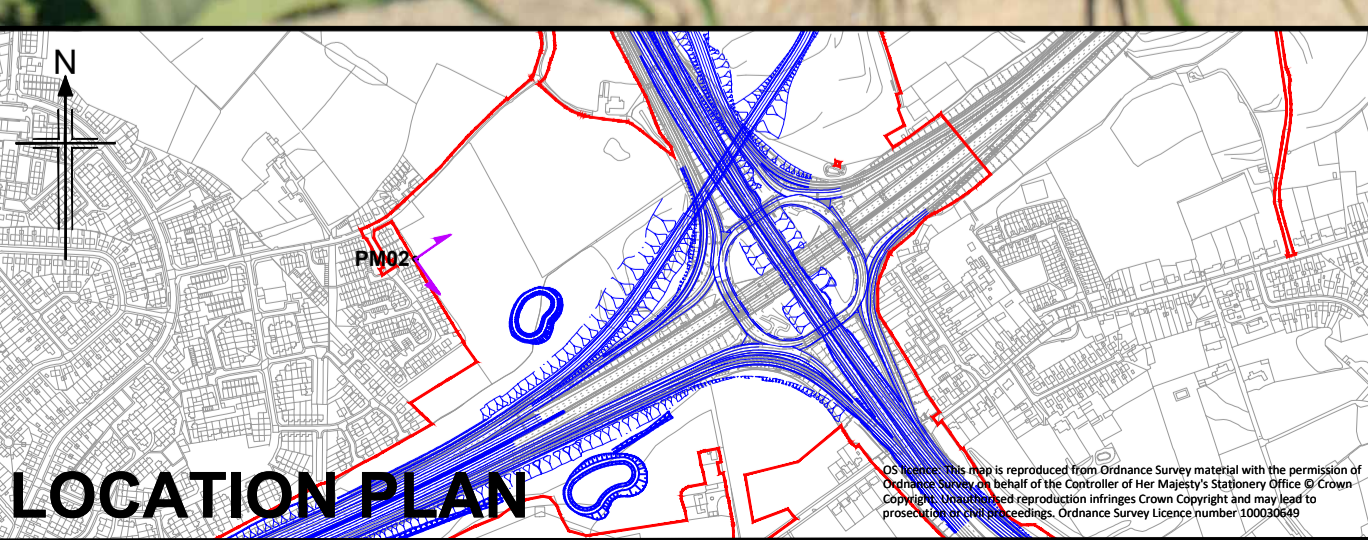 N
PM02
LOCATION PLAN
OS licence. This map is reproduced from Ordnance Survey material with the permission of
Ordnance Survey on behalf of the Controller of Her Majesty's Stationery Office © Crown
Copyright. Unauthorised reproduction infringes Crown Copyright and may lead to
prosecution or civil proceedings. Ordnance Survey Licence number 100030649